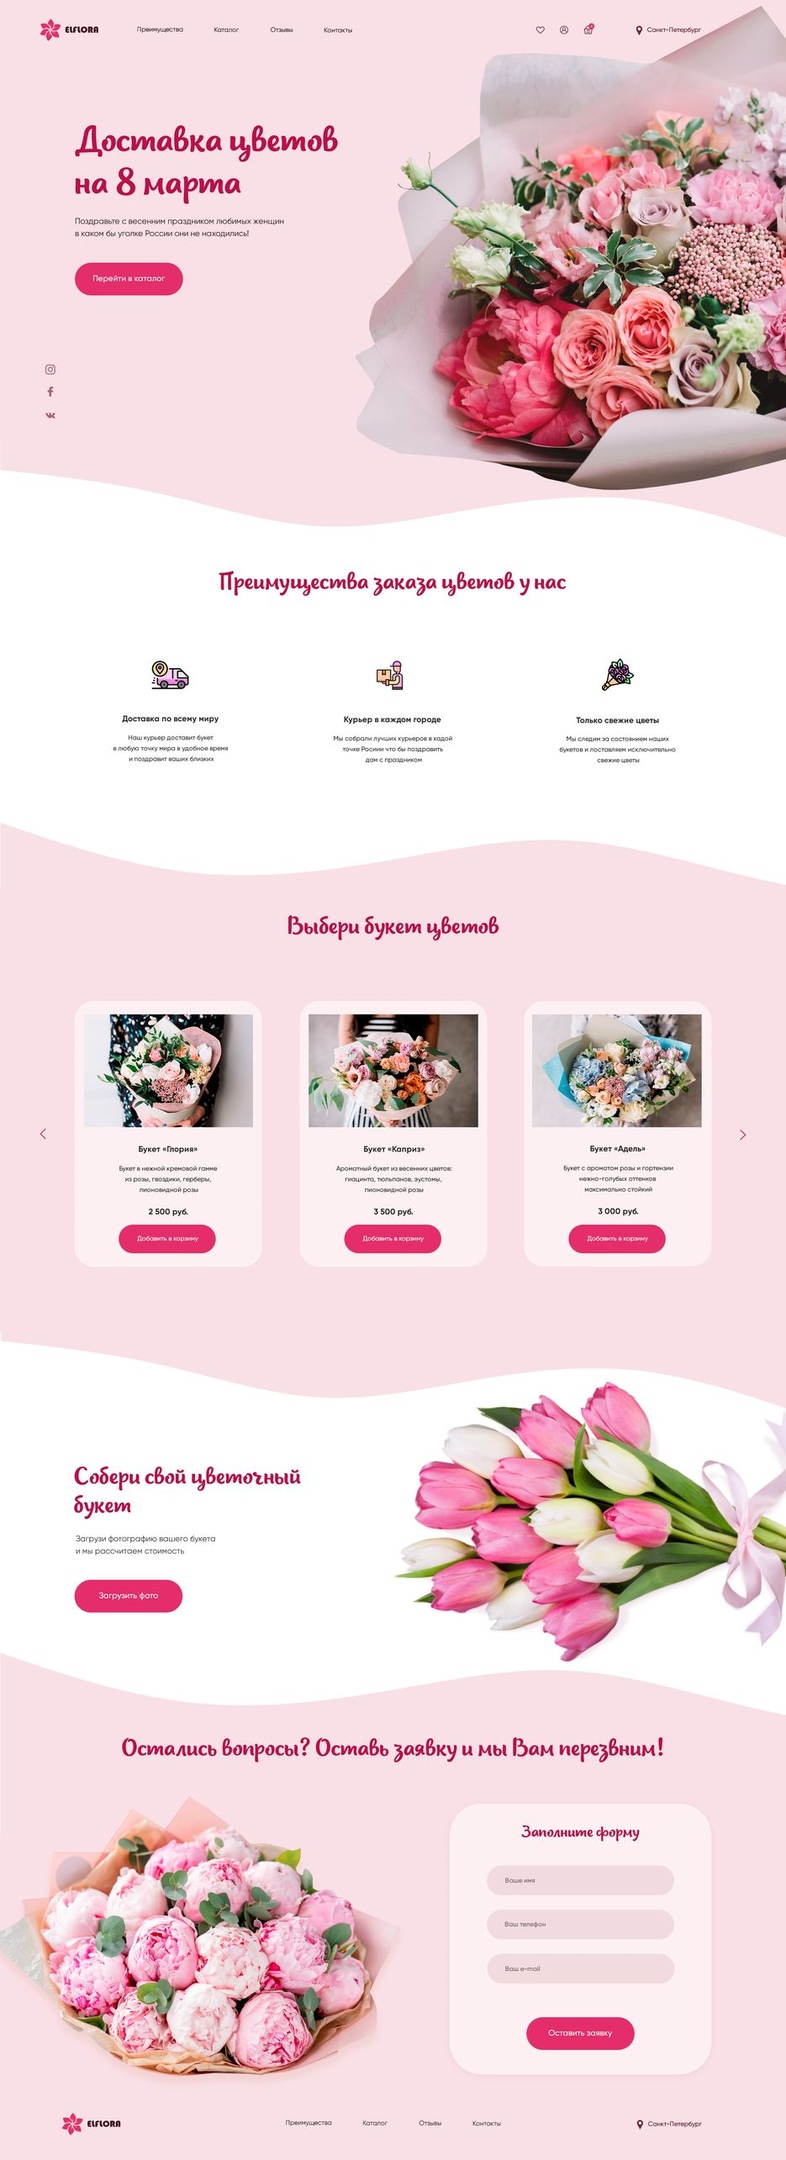 ELFLORA
Преимущества
Каталог
Отзывы
Контакты
Санкт-Петербург
Доставка цветов
на 8 марта
Поздравьте с весенним праздником любимых женщин
в каком бы уголке России они не находились!
Перейти в каталог
Преимущества заказа цветов у нас
Доставка по всему миру
Наш курьер доставит букет
в любую точку мира в удобное время
и поздравит ваших близких
Курьер в каждом городе
Мы собрали лучших курьеров в кадой
точке Росиии что бы поздравить
дам с праздником
Только свежие цветы
Мы следим за состоянием наших
букетов и поставляем исключительно
свежие цветы
Выбери букет цветов
Букет «Глория»
Букет в нежной кремовой гамме
из розы, гвоздики, герберы,
пионовидной розы
2 500 руб.
Добавить в корзину
Букет «Каприз»
Ароматный букет из весенних цветов:
гиацинта, тюльпанов, эустомы,
пионовидной розы
3 500 руб.
Добавить в корзину
Букет «Адель»
Букет с ароматом розы и гортензии
нежно-голубых оттенков
максимально стойкий
3 000 руб.
Добавить в корзину
Собери свой цветочный
букет
Загрузи фотографию вашего букета
и мы рассчитаем стоимость
Загрузить фото
Остались вопросы? Оставь заявку и мы Вам перезвним!
Заполните форму
Ваше имя
Ваш телефон
Ваш e-mail
Оставить заявку
ELFLORA
Преимущества
Каталог
Отзывы
Контакты
Санкт-Петербург